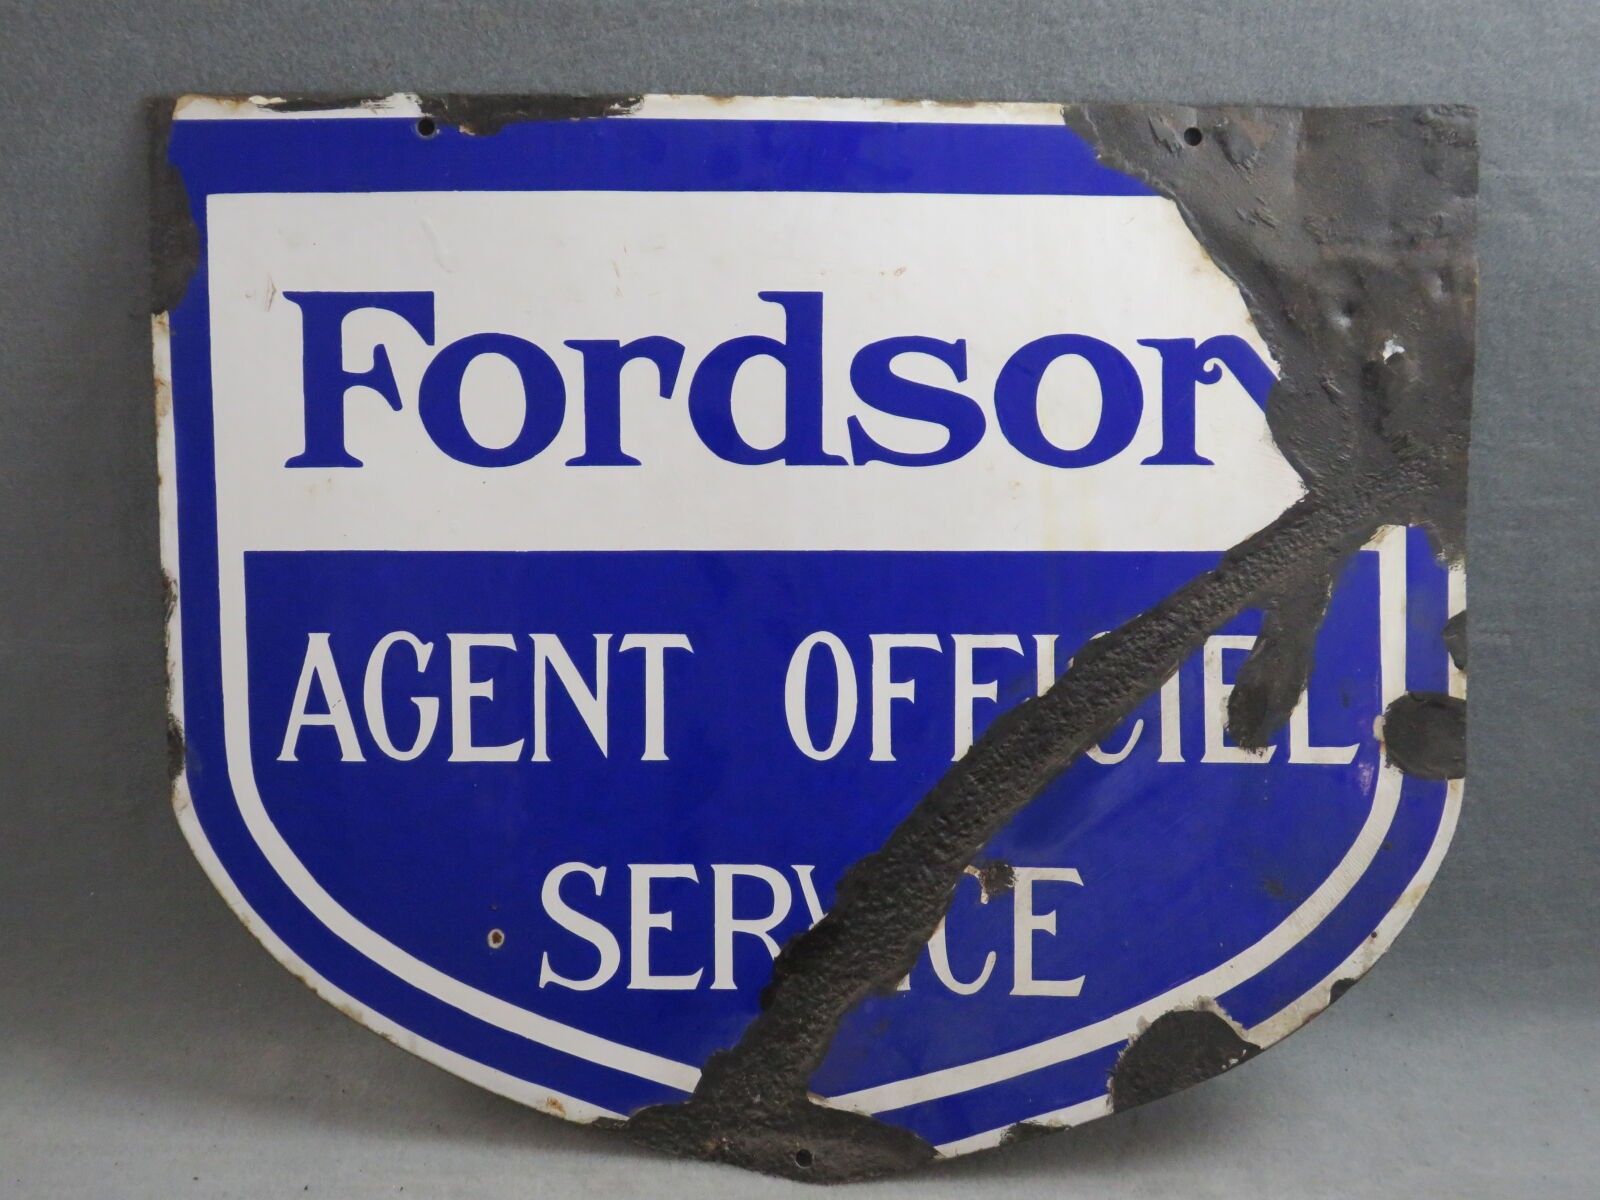 Fordson
AGENT OFFICIEL
SERVICE